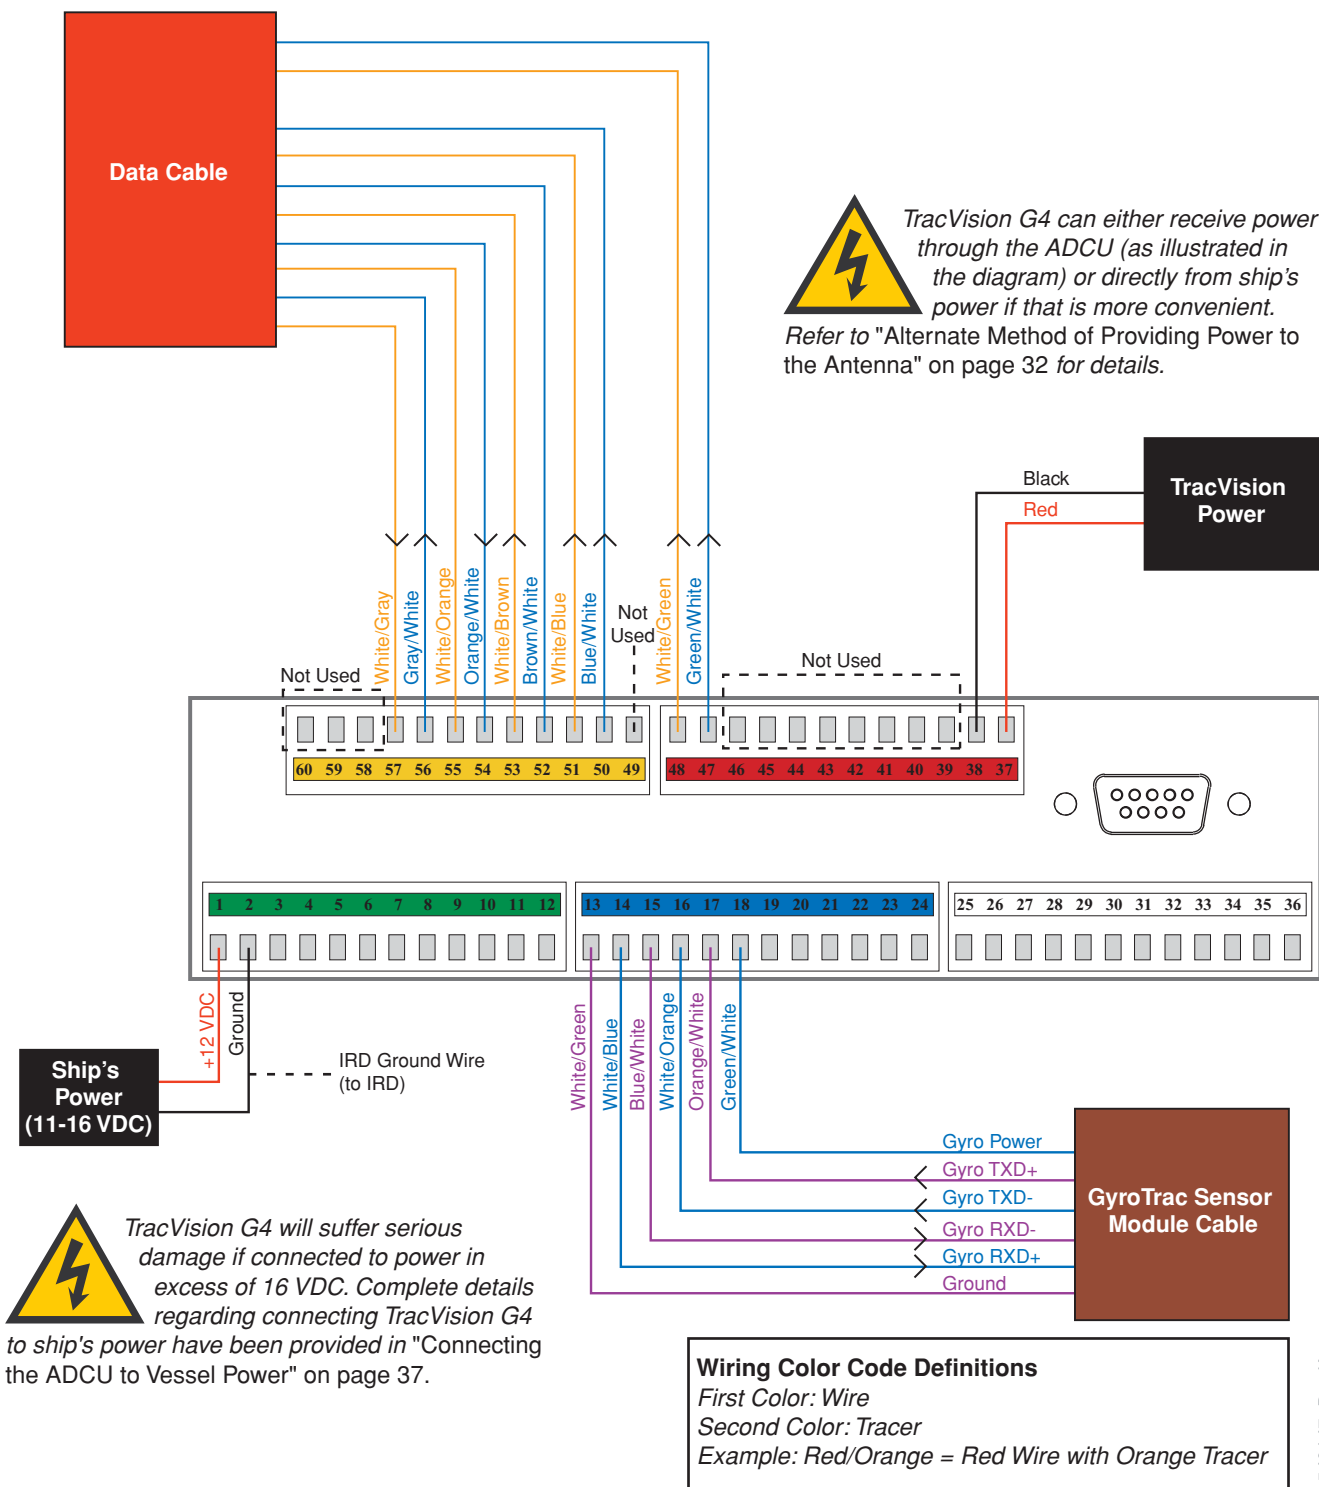 Data Cable
TracVision G4 can either receive power
through the ADCU (as illustrated in
the diagram) or directly from ship's
power if that is more convenient.
Refer to "Alternate Method of Providing Power to
the Antenna" on page 32 for details.
TracVision
Power
Black
Red
White/Gray
Gray/White
White/Orange
Orange/White
White/Brown
Brown/White
White/Blue
Blue/White
Not
Used
White/Green
Green/White
Not Used
Not Used
60 59 58 57 56 55 54 53 52 51 50 49
48 47 46 45 44 43 42 41 40 39 38 37
1 2 3 4 5 6 7 8 9 10 11 12
13 14 15 16 17 18 19 20 21 22 23 24
25 26 27 28 29 30 31 32 33 34 35 36
+12 VDC
Ground
Ship's
Power
(11-16 VDC)
IRD Ground Wire
(to IRD)
White/Green
White/Blue
Blue/White
White/Orange
Orange/White
Green/White
Gyro Power
Gyro TXD+
Gyro TXD-
Gyro RXD-
Gyro RXD+
Ground
GyroTrac Sensor
Module Cable
TracVision G4 will suffer serious
damage if connected to power in
excess of 16 VDC. Complete details
regarding connecting TracVision G4
to ship's power have been provided in "Connecting
the ADCU to Vessel Power" on page 37.
Wiring Color Code Definitions
First Color: Wire
Second Color: Tracer
Example: Red/Orange = Red Wire with Orange Tracer